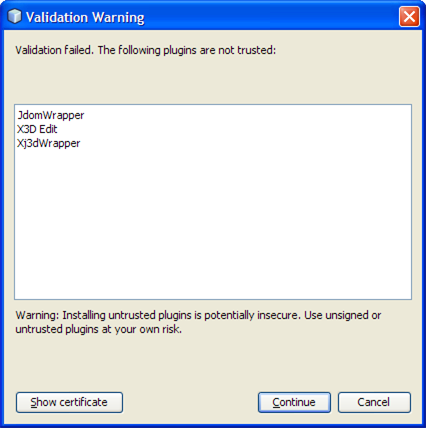 Validation Warning
Validation failed. The following plugins are not trusted:
JdomWrapper
X3D Edit
Xj3dWrapper
Warning: Installing untrusted plugins is potentially insecure. Use unsigned or
untrusted plugins at your own risk.
Show certificate
Continue
Cancel